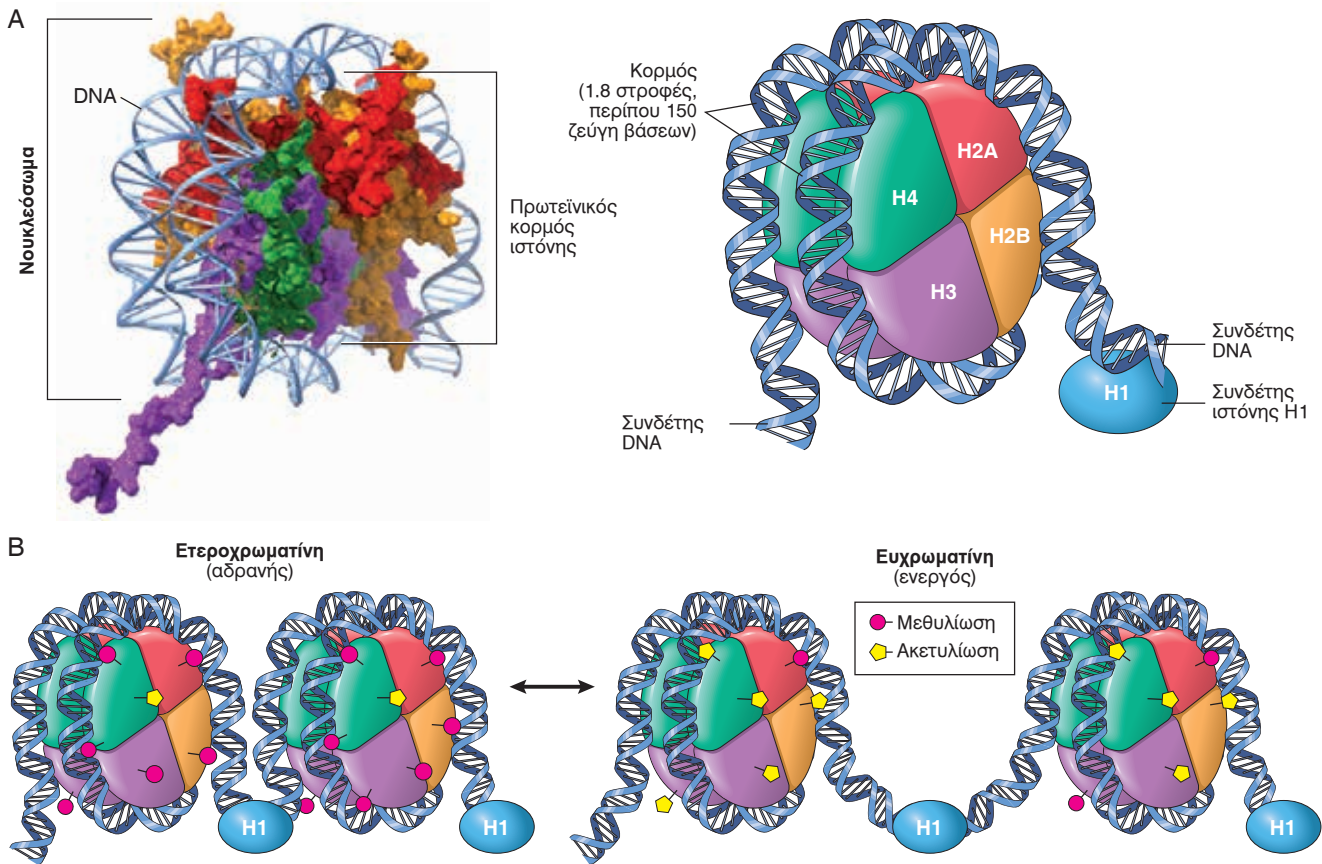 A
Νουκλεόσωμα
DNA
Πρωτεϊνικός
κορμός
ιστόνης
Κορμός
(1.8 στροφές,
περίπου 150
ζεύγη βάσεων)
H2A
H4
H2B
H3
Συνδέτης
DNA
H1
Συνδέτης
ιστόνης H1
Συνδέτης
DNA
B
Ετεροχρωματίνη
(αδρανής)
Ευχρωματίνη
(ενεργός)
Μεθυλίωση
Ακετυλίωση
H1
H1
H1
H1